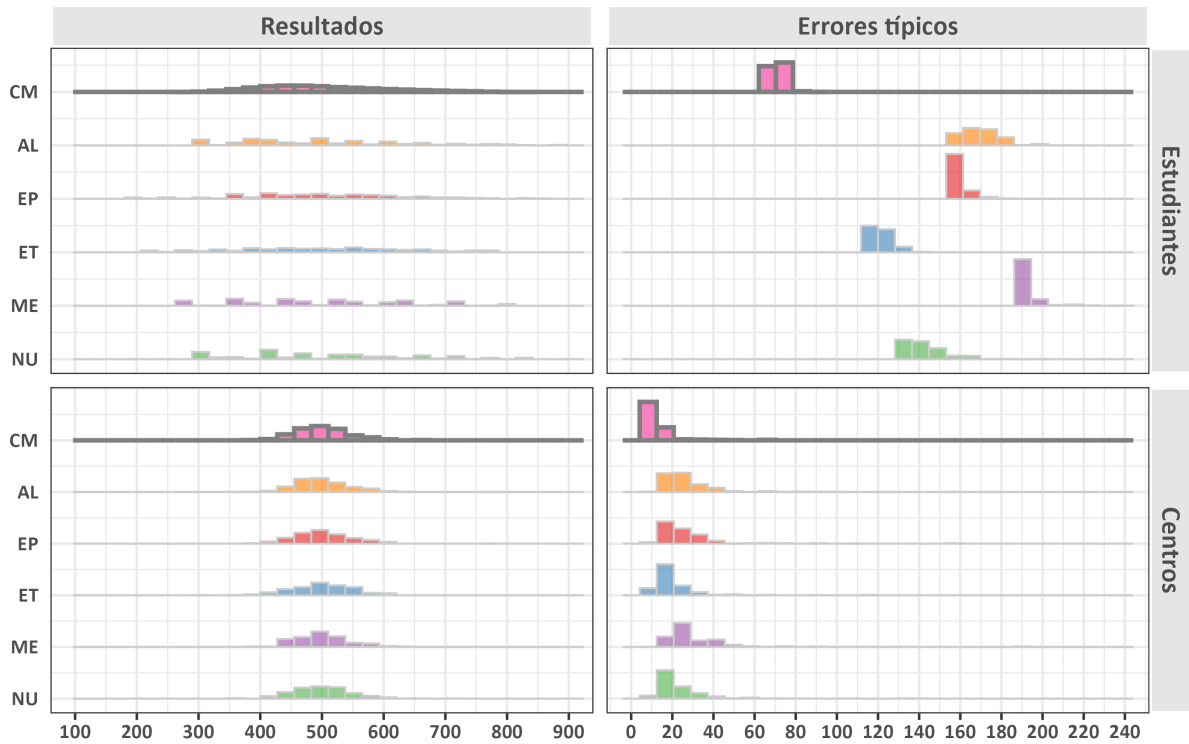 Resultados
Errores típicos
CM
AL
EP
ET
ME
NU
Estudiantes
CM
AL
EP
ET
ME
NU
Centros
100 200 300 400 500 600 700 800 900
0 20 40 60 80 100 120 140 160 180 200 220 240